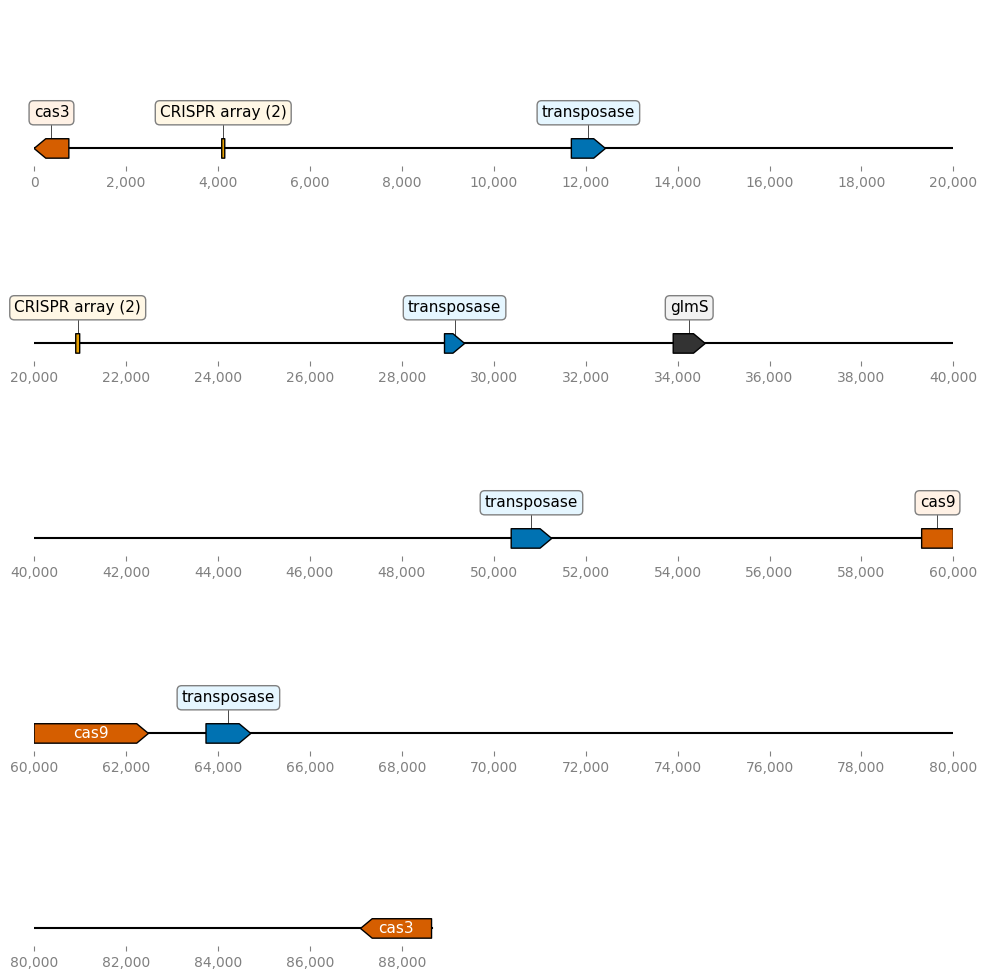 cas3 CRISPR array (2) transposase
0 2,000 4,000 6,000 8,000 10,000 12,000 14,000 16,000 18,000 20,000
CRISPR array (2) transposase glmS
20,000 22,000 24,000 26,000 28,000 30,000 32,000 34,000 36,000 38,000 40,000
transposase cas9
40,000 42,000 44,000 46,000 48,000 50,000 52,000 54,000 56,000 58,000 60,000
transposase
cas9
60,000 62,000 64,000 66,000 68,000 70,000 72,000 74,000 76,000 78,000 80,000
cas3
80,000 82,000 84,000 86,000 88,000